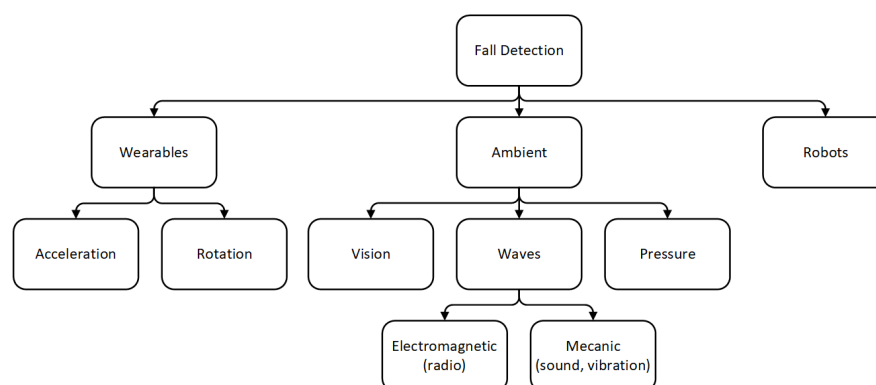 Fall Detection
Wearables
Ambient
Robots
Acceleration
Rotation
Vision
Waves
Pressure
Electromagnetic
(radio)
Mecanic
(sound, vibration)